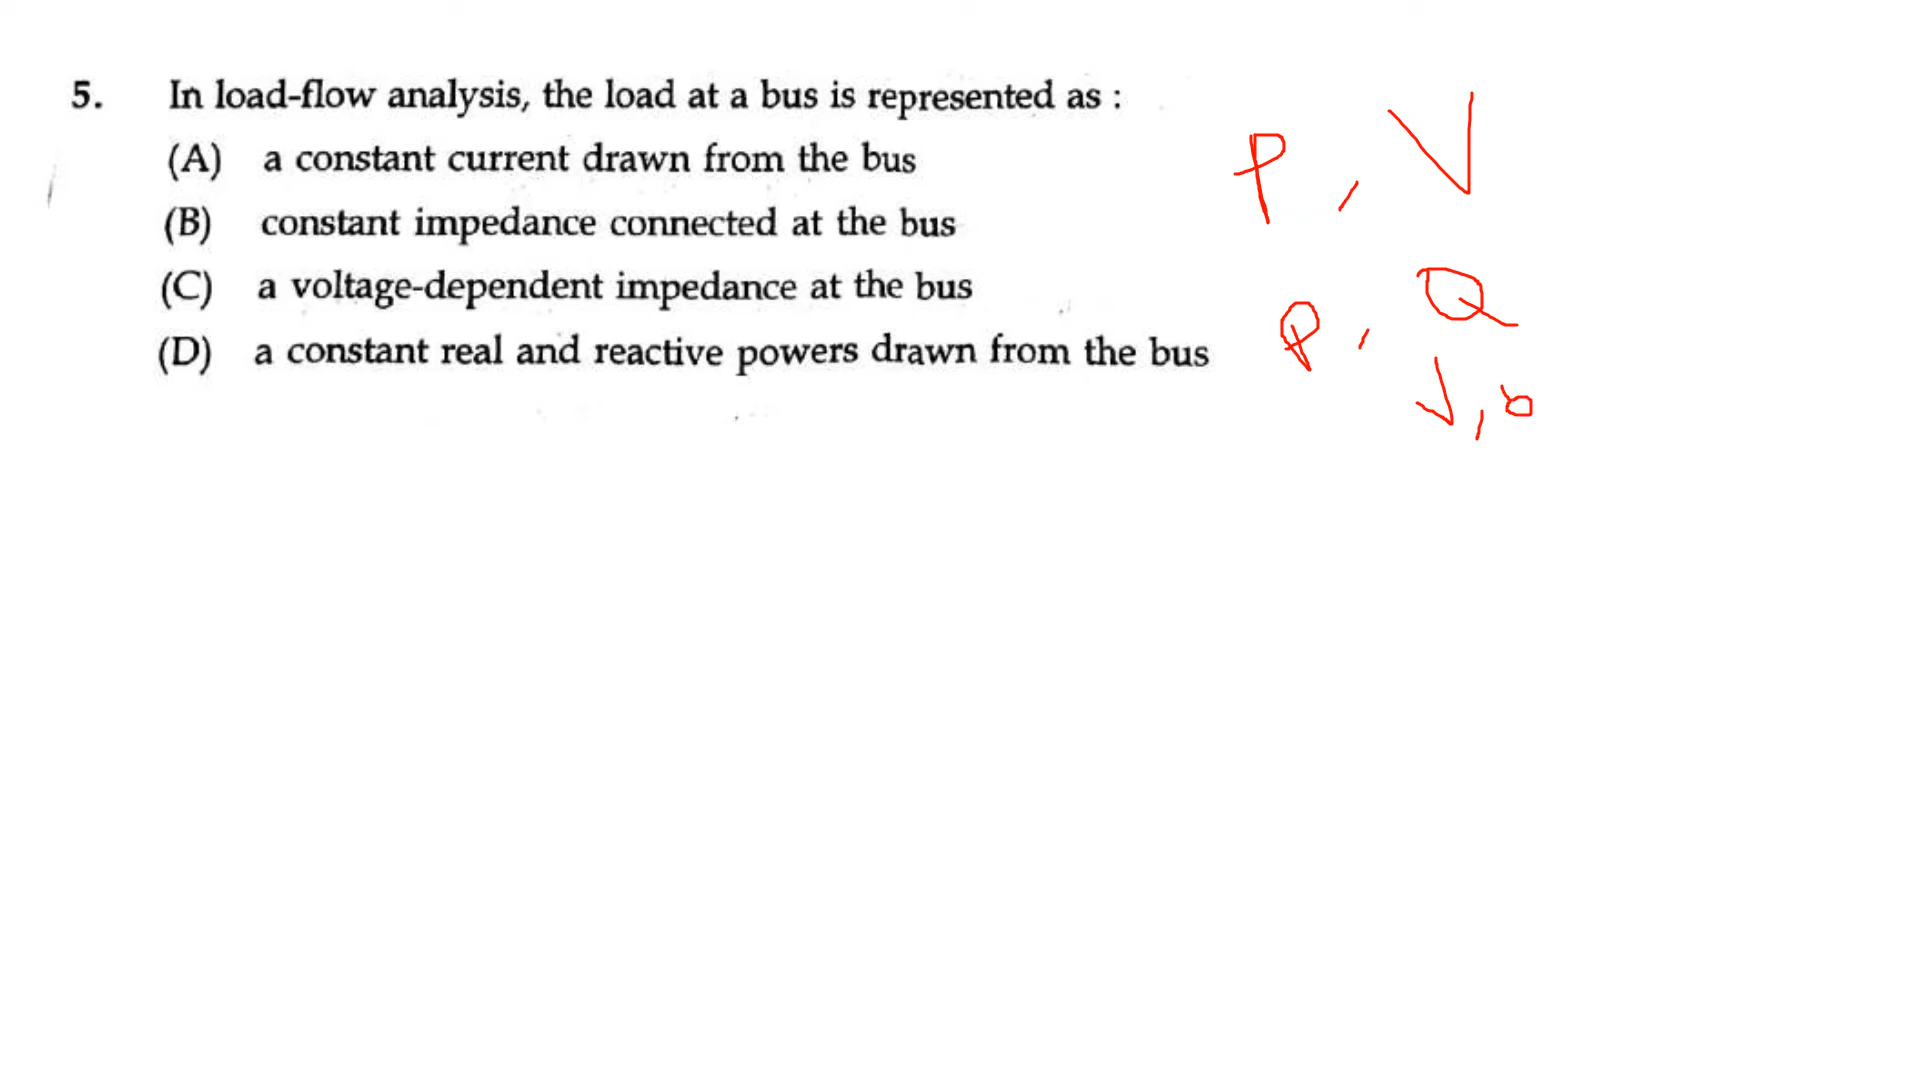 5. In load-flow analysis, the load at a bus is represented as :
(A) a constant current drawn from the bus
(B) constant impedance connected at the bus
(C) a voltage-dependent impedance at the bus
(D) a constant real and reactive powers drawn from the bus
P, V
P, Q
V, δ